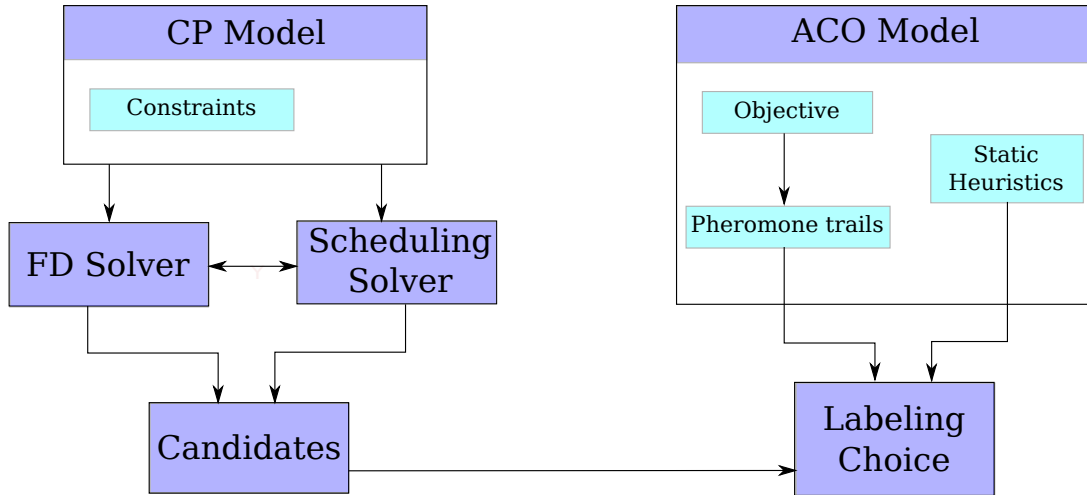 CP Model
Constraints
FD Solver
Scheduling
Solver
Candidates
ACO Model
Objective
Static
Heuristics
Pheromone trails
Labeling
Choice